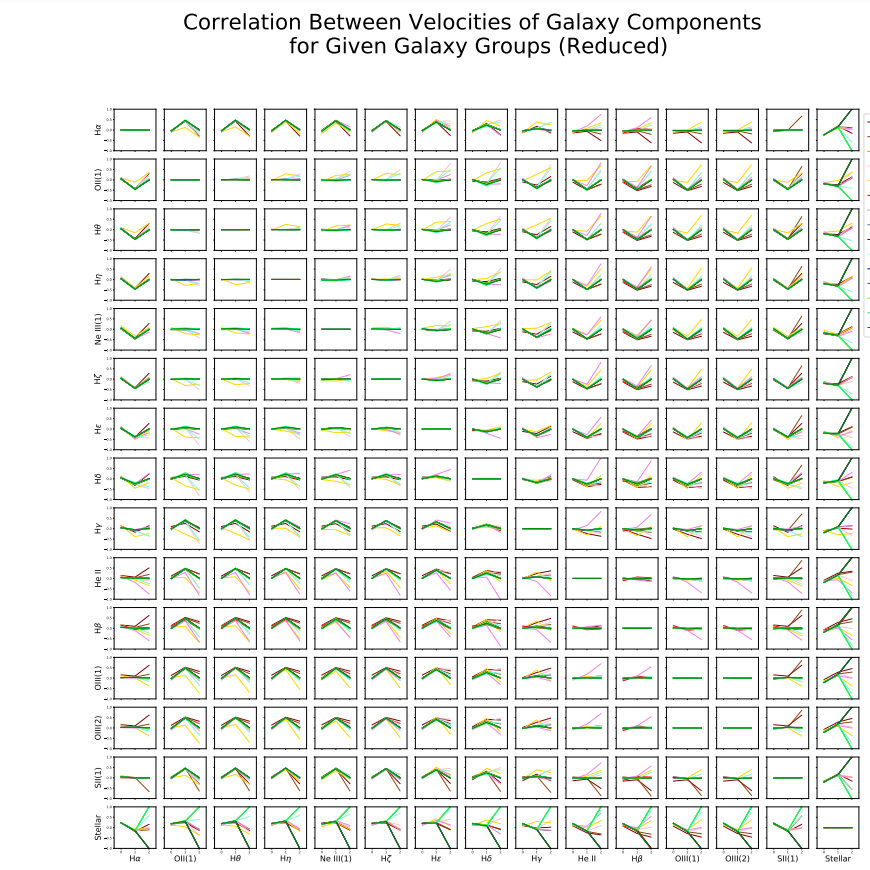 Correlation Between Velocities of Galaxy Components
for Given Galaxy Groups (Reduced)
Hα
OII(1)
Hθ
Hη
Ne III(1)
Hζ
Hε
Hδ
Hγ
He II
Hβ
OIII(1)
OIII(2)
SII(1)
Stellar
Hα OII(1) Hθ Hη Ne III(1) Hζ Hε Hδ Hγ He II Hβ OIII(1) OIII(2) SII(1) Stellar